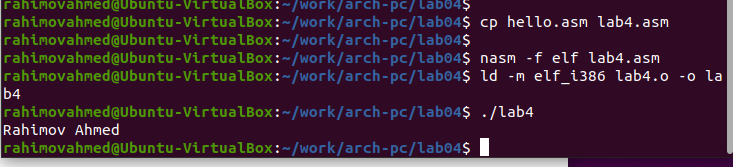 rahimovahmed@Ubuntu-VirtualBox:~/work/arch-pc/lab04$
rahimovahmed@Ubuntu-VirtualBox:~/work/arch-pc/lab04$ cp hello.asm lab4.asm
rahimovahmed@Ubuntu-VirtualBox:~/work/arch-pc/lab04$
rahimovahmed@Ubuntu-VirtualBox:~/work/arch-pc/lab04$ nasm -f elf lab4.asm
rahimovahmed@Ubuntu-VirtualBox:~/work/arch-pc/lab04$ ld -m elf_i386 lab4.o -o la
b4
rahimovahmed@Ubuntu-VirtualBox:~/work/arch-pc/lab04$ ./lab4
Rahimov Ahmed
rahimovahmed@Ubuntu-VirtualBox:~/work/arch-pc/lab04$